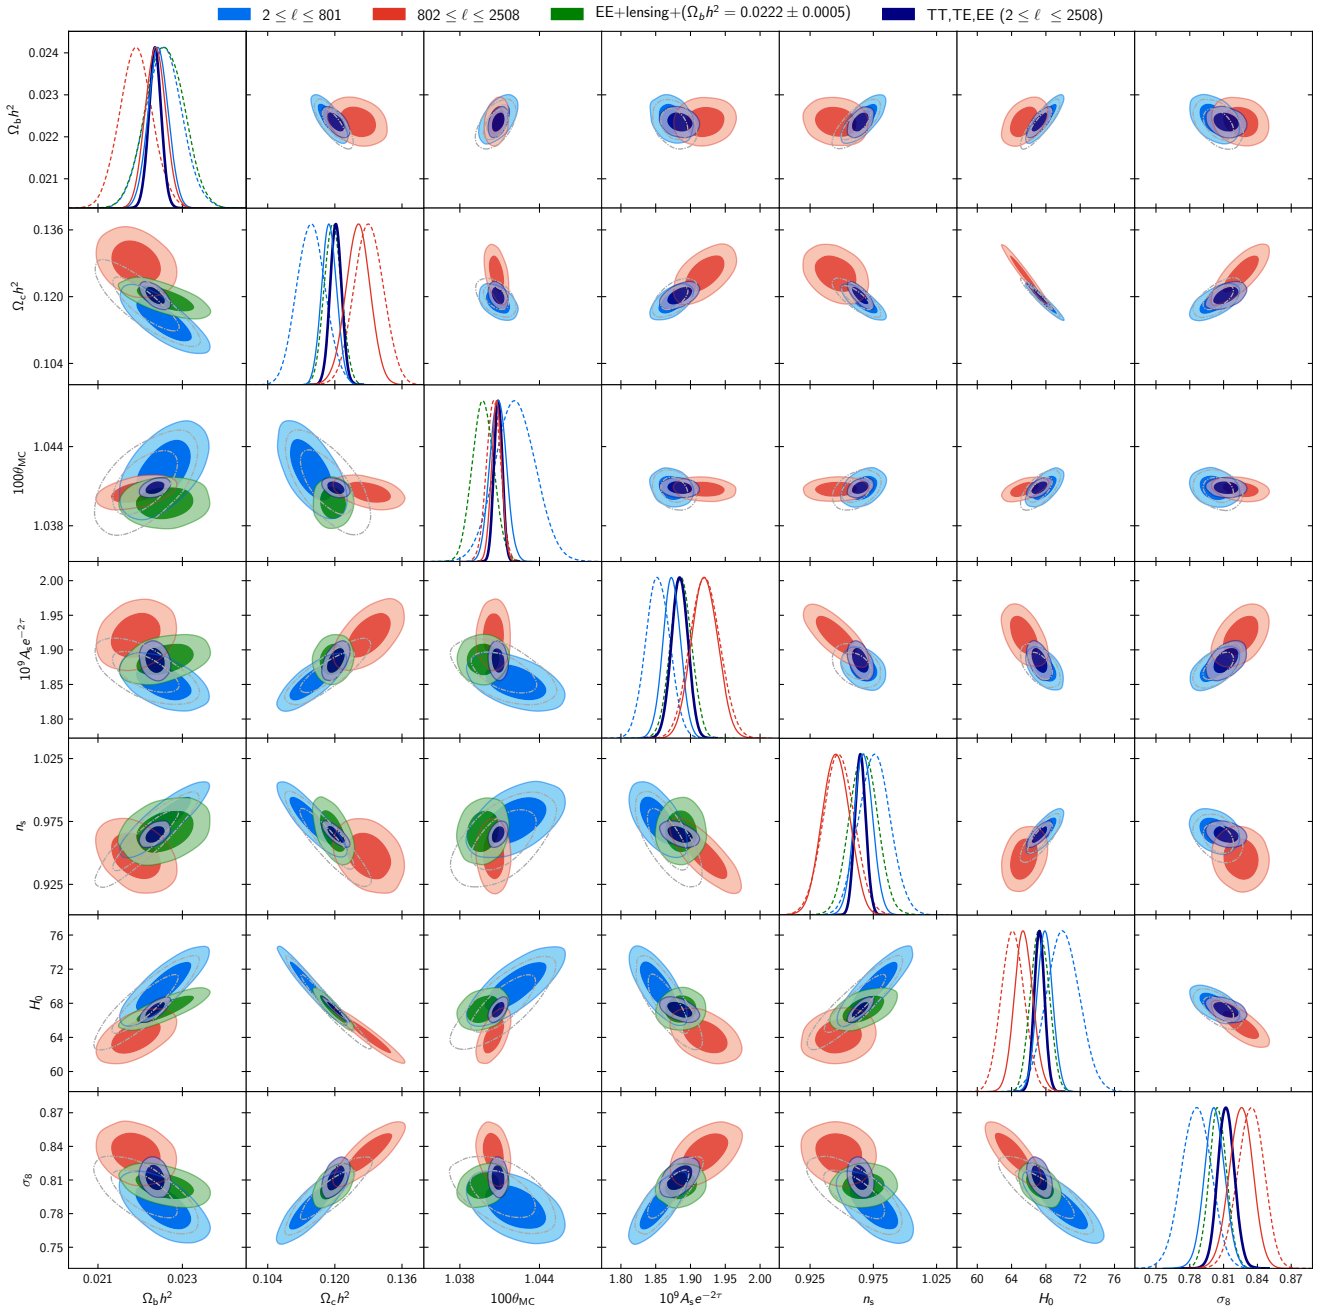 2 ≤ ℓ ≤ 801 802 ≤ ℓ ≤ 2508 EE+lensing+(Ω_b h² = 0.0222 ± 0.0005) TT,TE,EE (2 ≤ ℓ ≤ 2508)
Ω_b h²
0.024
0.023
0.022
0.021
Ω_c h²
0.136
0.120
0.104
100θ_MC
1.044
1.038
10⁹A_s e^{−2τ}
2.00
1.95
1.90
1.85
1.80
n_s
1.025
0.975
0.925
H₀
76
72
68
64
60
σ₈
0.87
0.84
0.81
0.78
0.75
0.021 0.023 0.104 0.120 0.136 1.038 1.044 1.80 1.85 1.90 1.95 2.00 0.925 0.975 1.025 60 64 68 72 76 0.75 0.78 0.81 0.84 0.87
Ω_b h² Ω_c h² 100θ_MC 10⁹A_s e^{−2τ} n_s H₀ σ₈